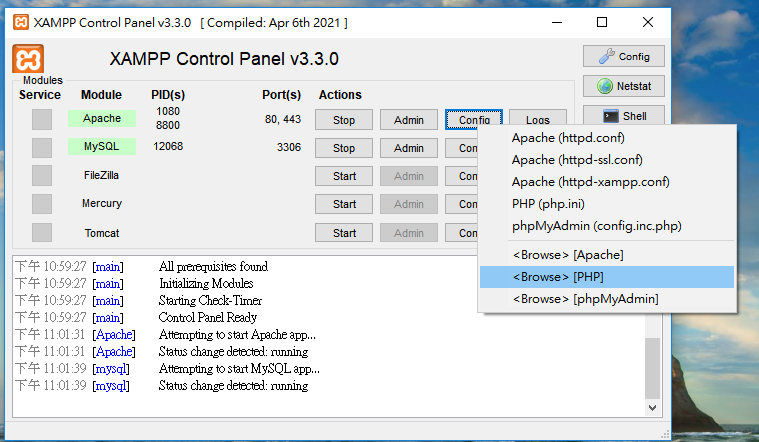 XAMPP Control Panel v3.3.0 [ Compiled: Apr 6th 2021 ]
XAMPP Control Panel v3.3.0
Config
Modules
Service Module PID(s) Port(s) Actions
Netstat
Apache 1080 8800 80, 443 Stop Admin Config Logs
Shell
MySQL 12068 3306 Stop Admin Con
FileZilla Start Admin Con
Mercury Start Admin Con
Tomcat Start Admin Con
Apache (httpd.conf)
Apache (httpd-ssl.conf)
Apache (httpd-xampp.conf)
PHP (php.ini)
phpMyAdmin (config.inc.php)
<Browse> [Apache]
<Browse> [PHP]
<Browse> [phpMyAdmin]
下午 10:59:27 [main] All prerequisites found
下午 10:59:27 [main] Initializing Modules
下午 10:59:27 [main] Starting Check-Timer
下午 10:59:27 [main] Control Panel Ready
下午 11:01:31 [Apache] Attempting to start Apache app...
下午 11:01:31 [Apache] Status change detected: running
下午 11:01:39 [mysql] Attempting to start MySQL app...
下午 11:01:39 [mysql] Status change detected: running